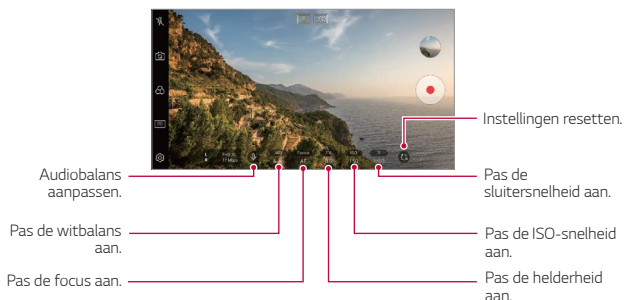 Instellingen resetten.
Audiobalans
aanpassen.
Pas de
sluitersnelheid aan.
Pas de witbalans
aan.
Pas de ISO-snelheid
aan.
Pas de focus aan.
Pas de helderheid
aan.
Focus